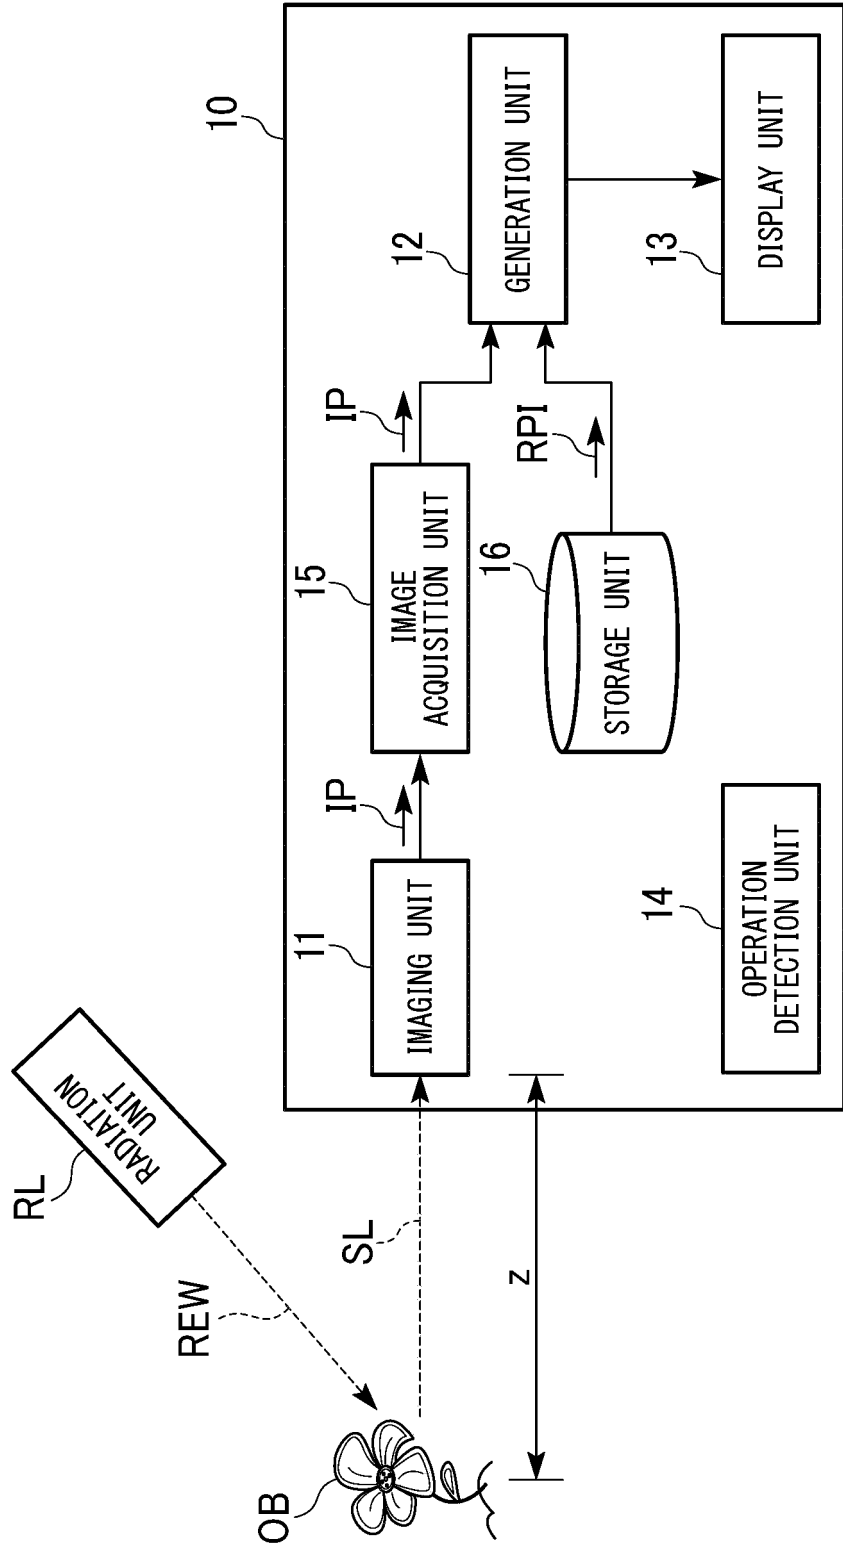 10
RL
RADIATION
UNIT
REW
OB
SL
z
11
IMAGING UNIT
IP
15
IMAGE
ACQUISITION UNIT
IP
12
GENERATION UNIT
16
STORAGE UNIT
RPI
14
OPERATION
DETECTION UNIT
13
DISPLAY UNIT